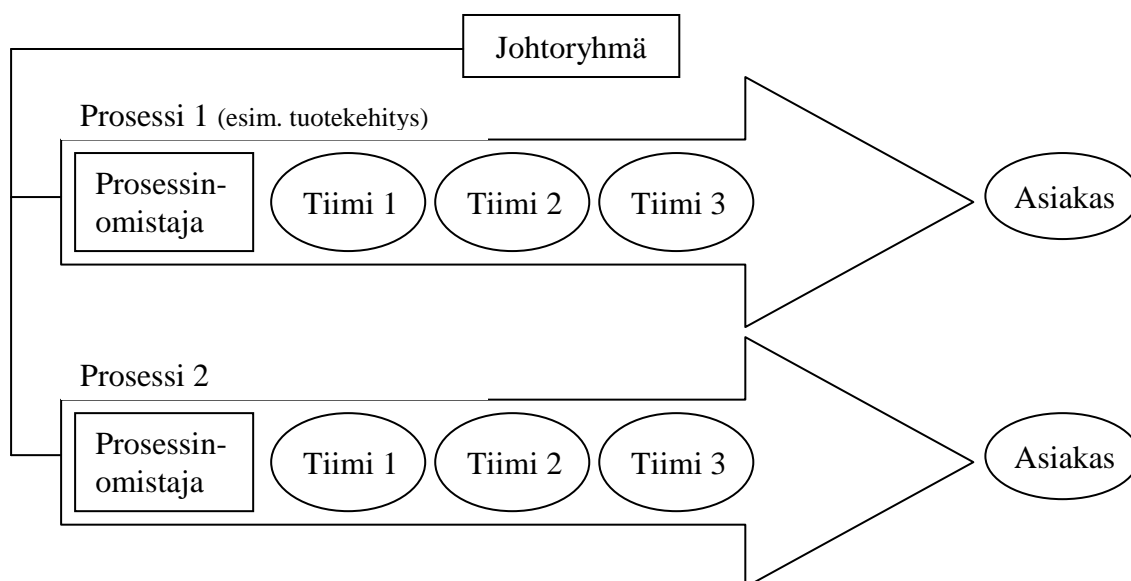 Johtoryhmä
Prosessi 1 (esim. tuotekehitys)
Prosessin-
omistaja
Tiimi 1
Tiimi 2
Tiimi 3
Asiakas
Prosessi 2
Prosessin-
omistaja
Tiimi 1
Tiimi 2
Tiimi 3
Asiakas